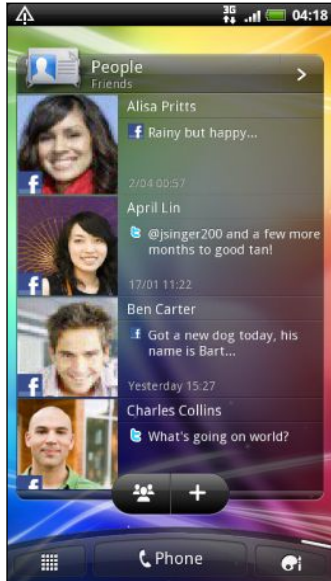 3G
04:18
People
Friends
Alisa Pritts
Rainy but happy...
2/04 00:57
April Lin
@jsinger200 and a few more
months to good tan!
17/01 11:22
Ben Carter
Got a new dog today, his
name is Bart...
Yesterday 15:27
Charles Collins
What's going on world?
Phone